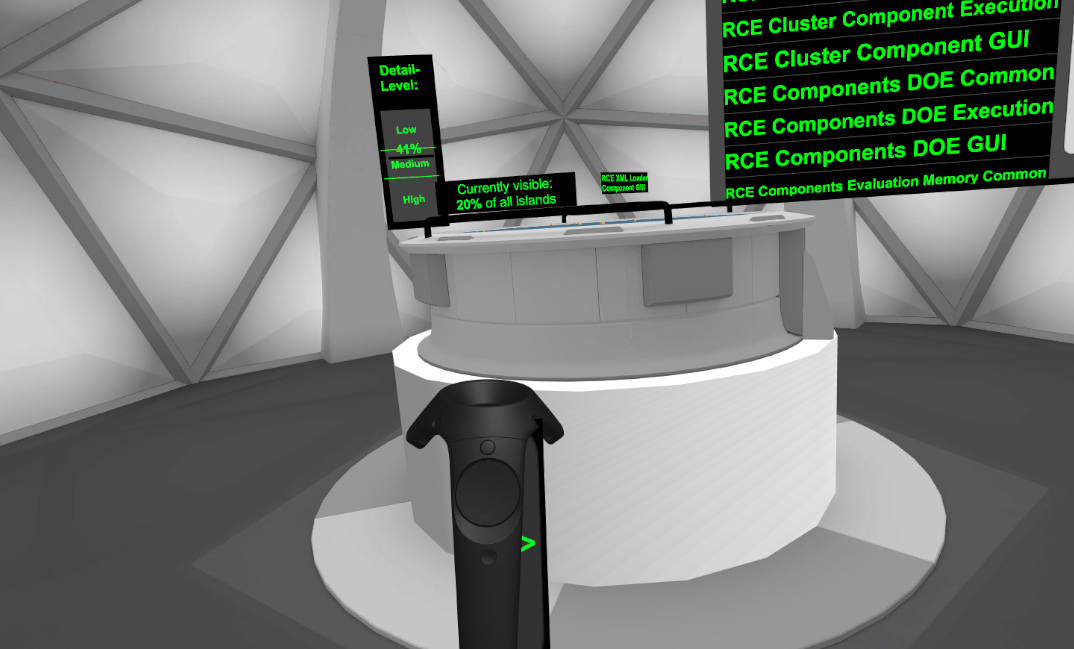 RCE Cluster Component Execution
RCE Cluster Component GUI
RCE Components DOE Common
RCE Components DOE Execution
RCE Components DOE GUI
RCE Components Evaluation Memory Common
Detail-
Level:
Low
41%
Medium
High
Currently visible:
20% of all islands
RCE XML Loader
Component GUI
>